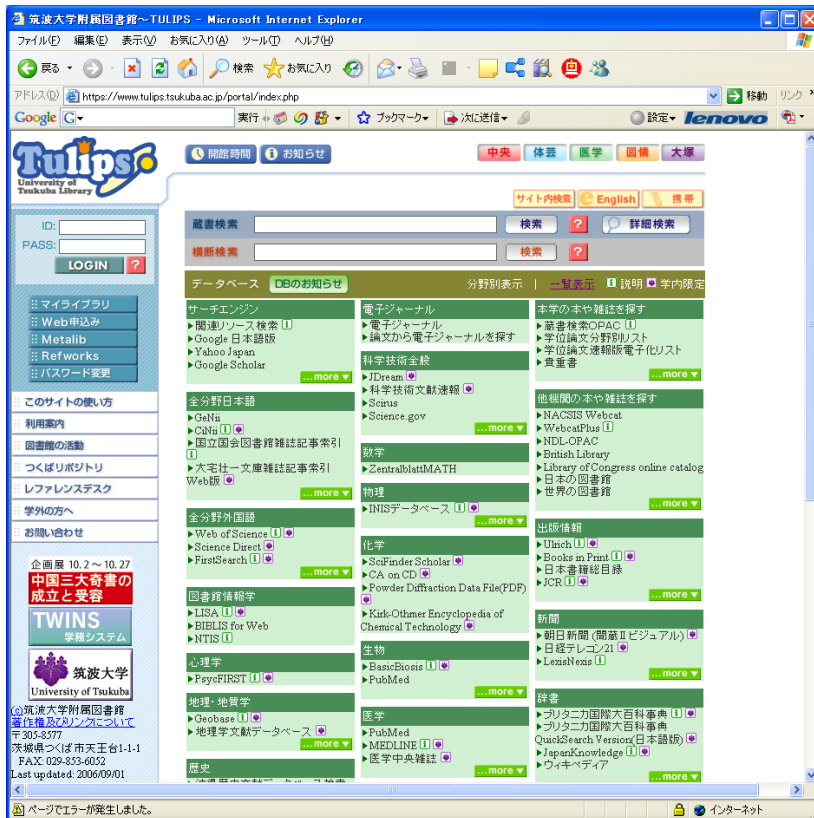 筑波大学附属図書館～TULIPS - Microsoft Internet Explorer
ファイル(F) 編集(E) 表示(V) お気に入り(A) ツール(T) ヘルプ(H)
戻る 検索 お気に入り
アドレス(D) https://www.tulips.tsukuba.ac.jp/portal/index.php 移動 リンク
Google G 実行 ブックマーク 次に送信 設定 lenovo
Tulips
University of
Tsukuba Library
開館時間 お知らせ 中央 体芸 医学 図情 大塚
サイト内検索 English 携帯
ID:
PASS:
LOGIN ?
マイライブラリ
Web申込み
Metalib
Refworks
パスワード変更
このサイトの使い方
利用案内
図書館の活動
つくばリポジトリ
レファレンスデスク
学外の方へ
お問い合わせ
企画展 10.2～10.27
中国三大奇書の
成立と受容
TWINS
学務システム
筑波大学
University of Tsukuba
(c)筑波大学附属図書館
著作権及びリンクについて
〒305-8577
茨城県つくば市天王台1-1-1
FAX: 029-853-6052
Last updated: 2006/09/01
蔵書検索 検索 ? 詳細検索
横断検索 検索 ?
データベース DBのお知らせ 分野別表示 | 一覧表示 i 説明 学内限定
サーチエンジン
▶関連リソース検索 i
▶Google 日本語版
▶Yahoo Japan
▶Google Scholar
...more▼
全分野日本語
▶GeNii
▶CiNii i
▶国立国会図書館雑誌記事索引
i
▶大宅壮一文庫雑誌記事索引
Web版
...more▼
全分野外国語
▶Web of Science i
▶Science Direct
▶FirstSearch i
...more▼
図書館情報学
▶LISA i
▶BIBLIS for Web
▶NTIS i
心理学
▶PsycFIRST i
地理・地質学
▶Geobase i
▶地理学文献データベース
...more▼
歴史
電子ジャーナル
▶電子ジャーナル
▶論文から電子ジャーナルを探す
科学技術全般
▶JDream
▶科学技術文献速報
▶Scirus
▶Science.gov
...more▼
数学
▶ZentralblattMATH
物理
▶INISデータベース i
...more▼
化学
▶SciFinder Scholar
▶CA on CD
▶Powder Diffraction Data File(PDF)
▶Kirk-Othmer Encyclopedia of
Chemical Technology
生物
▶BasicBiosis i
▶PubMed
...more▼
医学
▶PubMed
▶MEDLINE i
▶医学中央雑誌
...more▼
本学の本や雑誌を探す
▶蔵書検索OPAC i
▶学位論文分野別リスト
▶学位論文速報版電子化リスト
▶貴重書
...more▼
他機関の本や雑誌を探す
▶NACSIS Webcat
▶WebcatPlus i
▶NDL-OPAC
▶British Library
▶Library of Congress online catalog
▶日本の図書館
▶世界の図書館
...more▼
出版情報
▶Ulrich i
▶Books in Print i
▶日本書籍総目録
▶JCR i
...more▼
新聞
▶朝日新聞 (聞蔵Ⅱビジュアル)
▶日経テレコン21
▶LexisNexis i
...more▼
辞書
▶ブリタニカ国際大百科事典 i
▶ブリタニカ国際大百科事典
QuickSearch Version(日本語版)
▶JapanKnowledge i
▶ウィキペディア
...more▼
ページでエラーが発生しました。 インターネット